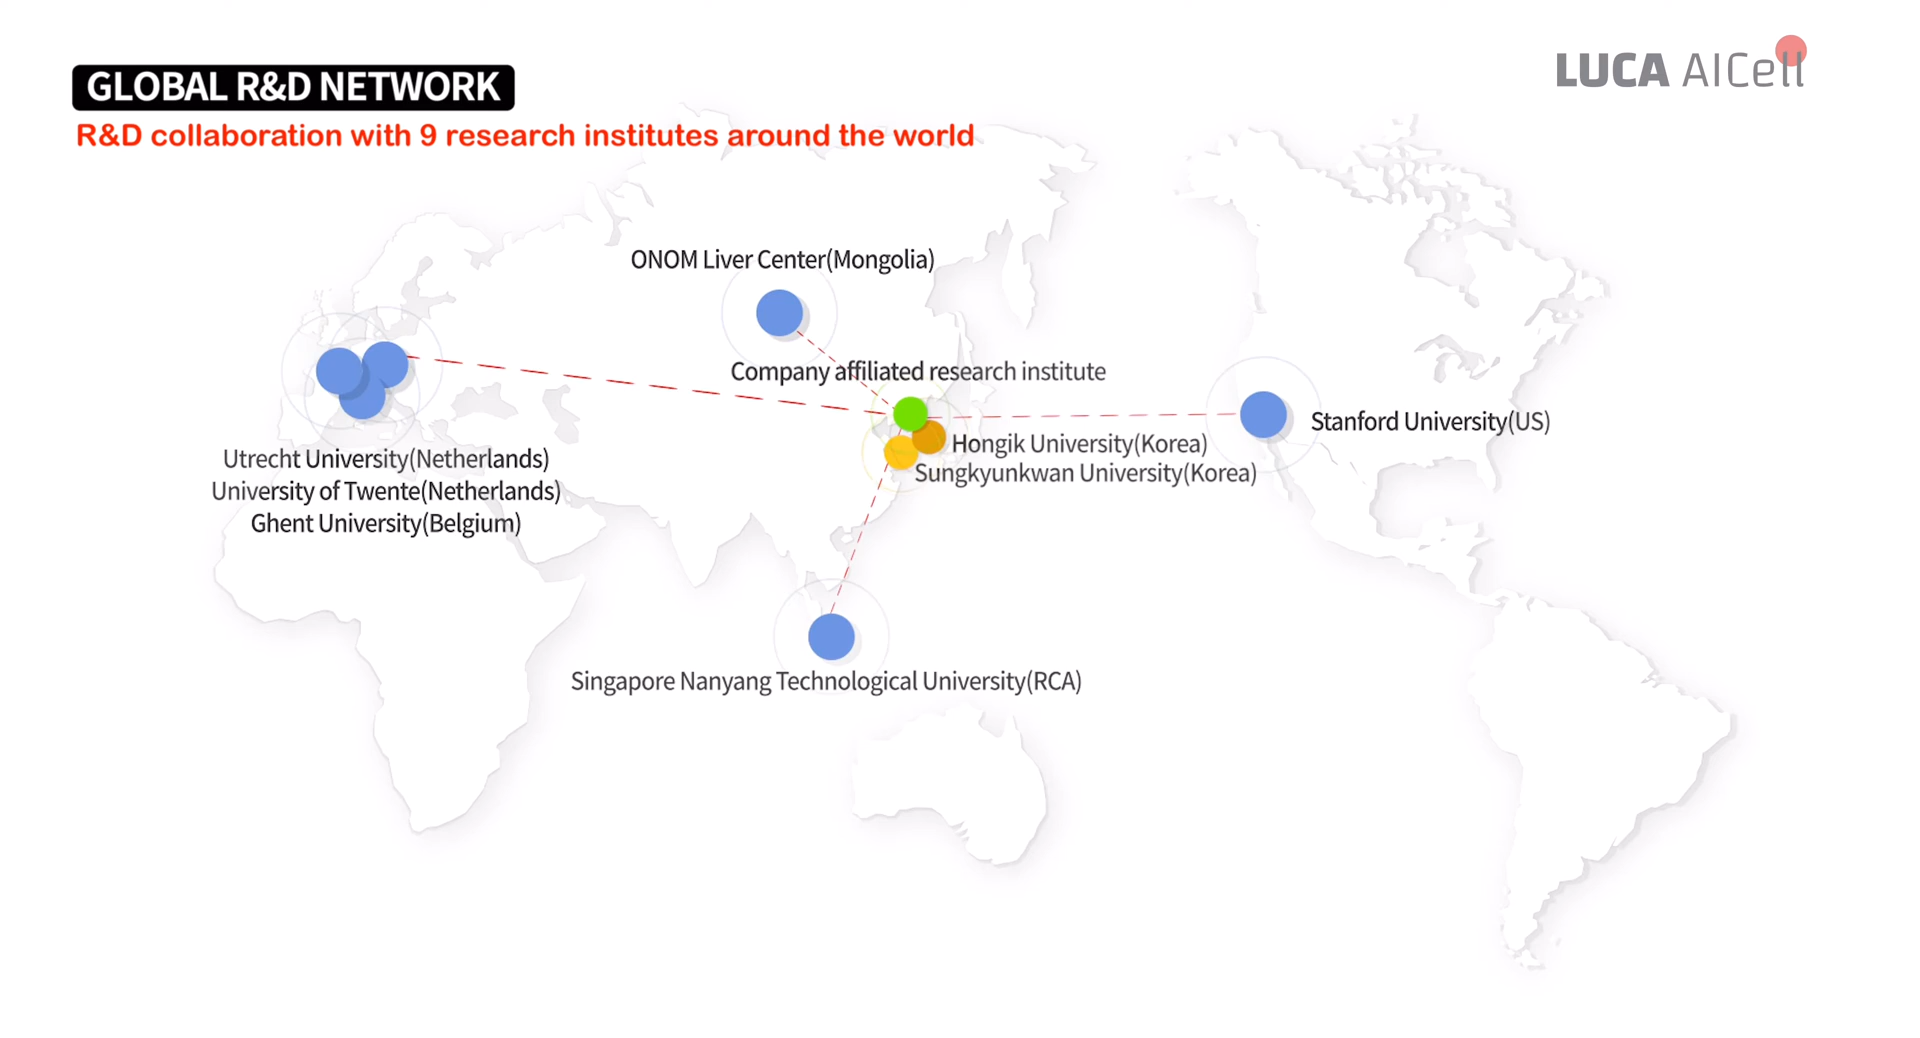 LUCA AICell
GLOBAL R&D NETWORK
R&D collaboration with 9 research institutes around the world
ONOM Liver Center(Mongolia)
Company affiliated research institute
Stanford University(US)
Hongik University(Korea)
Sungkyunkwan University(Korea)
Utrecht University(Netherlands)
University of Twente(Netherlands)
Ghent University(Belgium)
Singapore Nanyang Technological University(RCA)